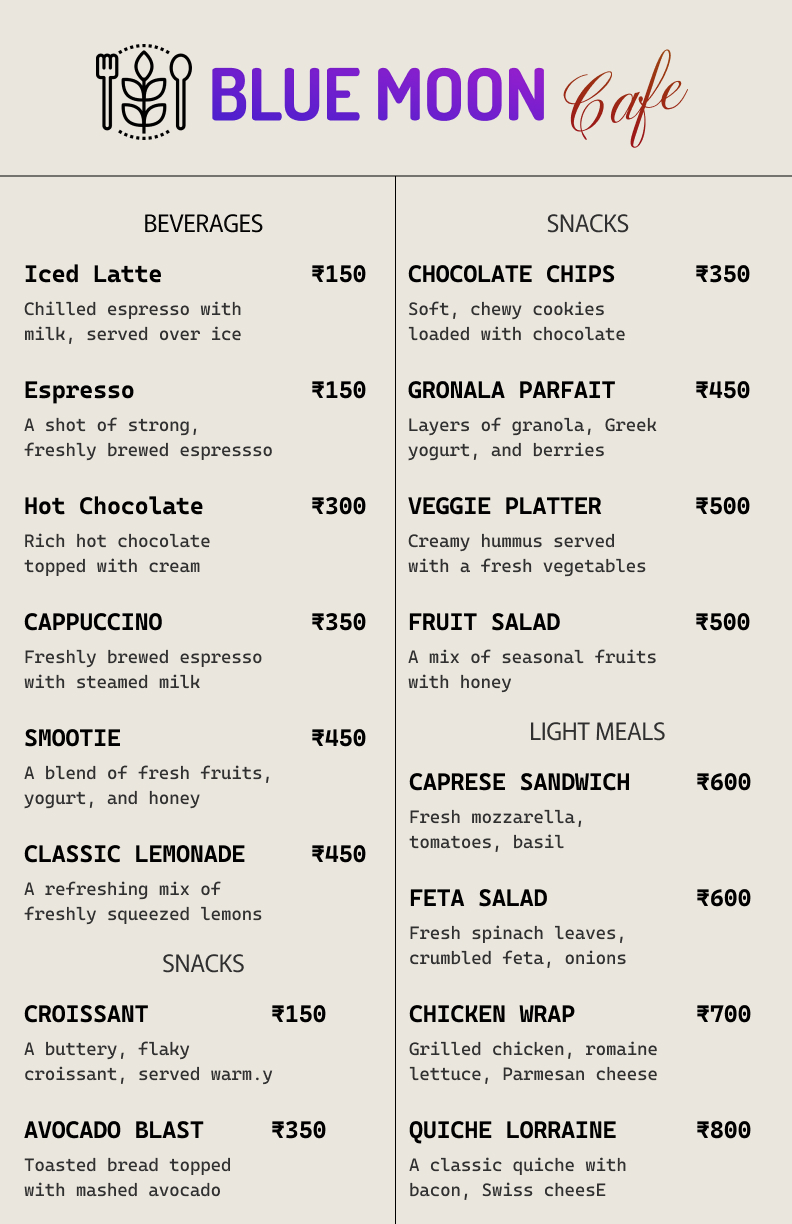 BLUE MOON Cafe
BEVERAGES
Iced Latte ₹150
Chilled espresso with
milk, served over ice
Espresso ₹150
A shot of strong,
freshly brewed espressso
Hot Chocolate ₹300
Rich hot chocolate
topped with cream
CAPPUCCINO ₹350
Freshly brewed espresso
with steamed milk
SMOOTIE ₹450
A blend of fresh fruits,
yogurt, and honey
CLASSIC LEMONADE ₹450
A refreshing mix of
freshly squeezed lemons
SNACKS
CROISSANT ₹150
A buttery, flaky
croissant, served warm.y
AVOCADO BLAST ₹350
Toasted bread topped
with mashed avocado
SNACKS
CHOCOLATE CHIPS ₹350
Soft, chewy cookies
loaded with chocolate
GRONALA PARFAIT ₹450
Layers of granola, Greek
yogurt, and berries
VEGGIE PLATTER ₹500
Creamy hummus served
with a fresh vegetables
FRUIT SALAD ₹500
A mix of seasonal fruits
with honey
LIGHT MEALS
CAPRESE SANDWICH ₹600
Fresh mozzarella,
tomatoes, basil
FETA SALAD ₹600
Fresh spinach leaves,
crumbled feta, onions
CHICKEN WRAP ₹700
Grilled chicken, romaine
lettuce, Parmesan cheese
QUICHE LORRAINE ₹800
A classic quiche with
bacon, Swiss cheesE